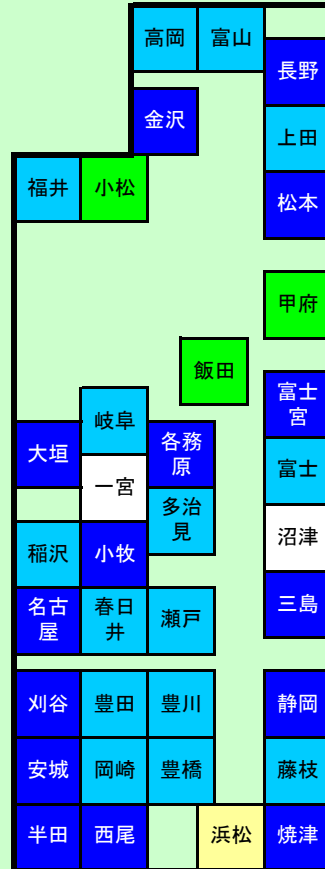 高岡 富山
長野
金沢
上田
福井 小松
松本
甲府
飯田
富士
宮
岐阜
大垣
各務
原
富士
一宮
多治
見
沼津
稲沢 小牧
三島
名古
屋
春日
井
瀬戸
刈谷 豊田 豊川 静岡
安城 岡崎 豊橋 藤枝
半田 西尾 浜松 焼津